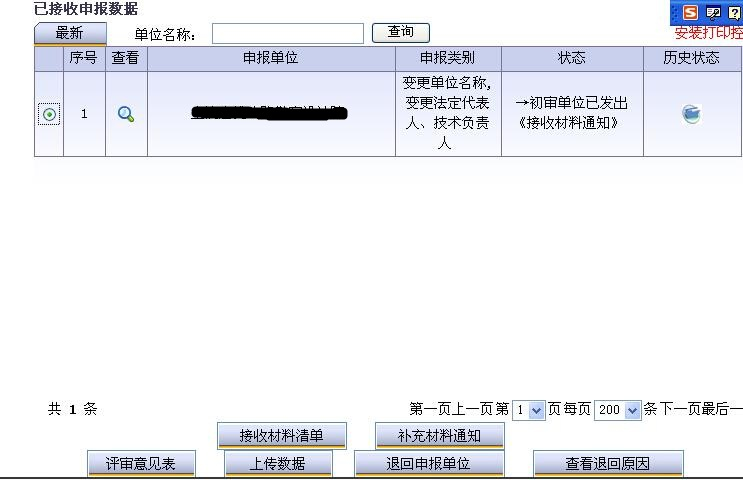 已接收申报数据
最新 单位名称： 查询
安装打印控
序号 查看 申报单位 申报类别 状态 历史状态
1
变更单位名称,
变更法定代表
人、技术负责
人
→初审单位已发出
《接收材料通知》
共 1 条 第一页上一页第 1 页每页 200 条下一页最后一
接收材料清单 补充材料通知
评审意见表 上传数据 退回申报单位 查看退回原因